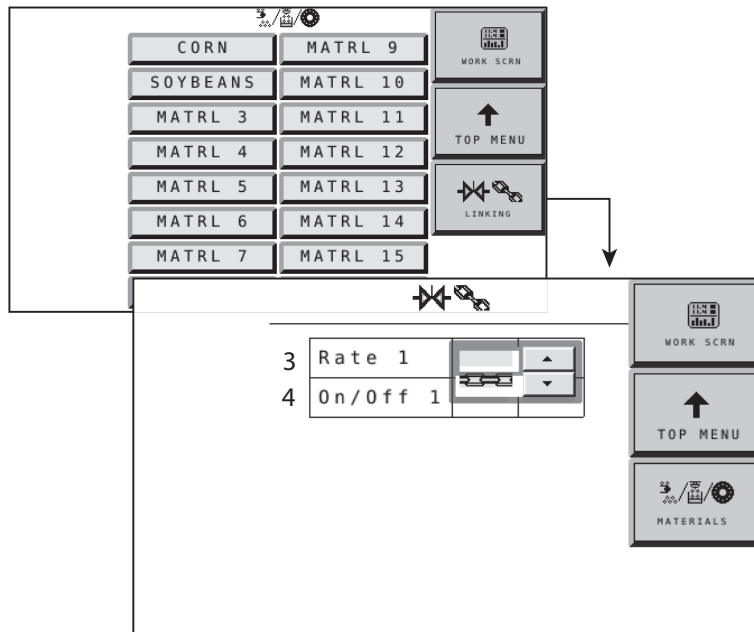 CORN MATRL 9
WORK SCRN
SOYBEANS MATRL 10
MATRL 3 MATRL 11
TOP MENU
MATRL 4 MATRL 12
MATRL 5 MATRL 13
LINKING
MATRL 6 MATRL 14
MATRL 7 MATRL 15
WORK SCRN
3 Rate 1
4 On/Off 1
TOP MENU
MATERIALS